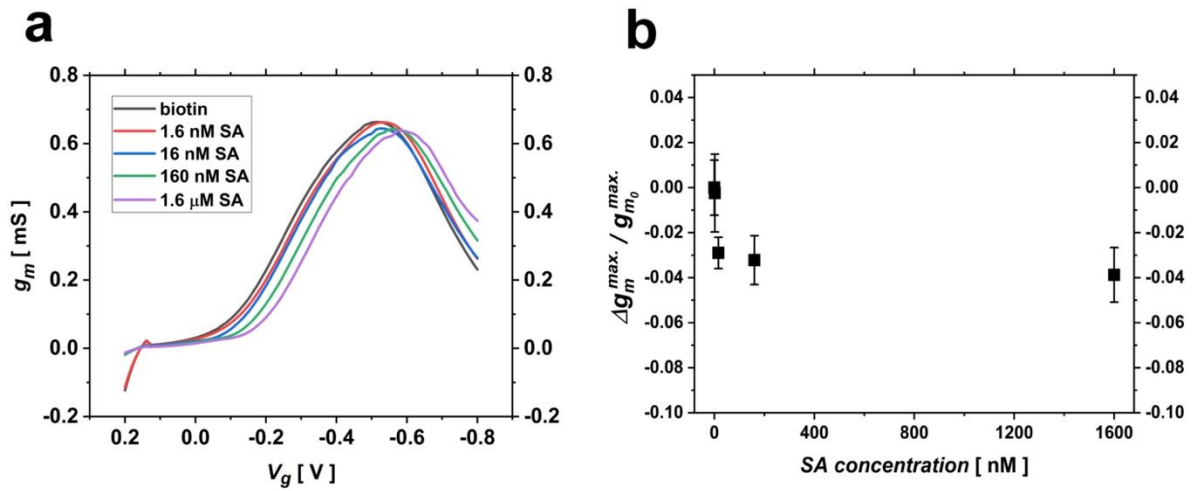 a
0.8
0.6
0.4
0.2
0.0
-0.2
g_m [ mS ]
biotin
1.6 nM SA
16 nM SA
160 nM SA
1.6 μM SA
0.8
0.6
0.4
0.2
0.0
-0.2
0.2 0.0 -0.2 -0.4 -0.6 -0.8
V_g [ V ]
b
0.04
0.02
0.00
-0.02
-0.04
-0.06
-0.08
-0.10
Δg_m^max. / g_m₀^max.
0.04
0.02
0.00
-0.02
-0.04
-0.06
-0.08
-0.10
0 400 800 1200 1600
SA concentration [ nM ]